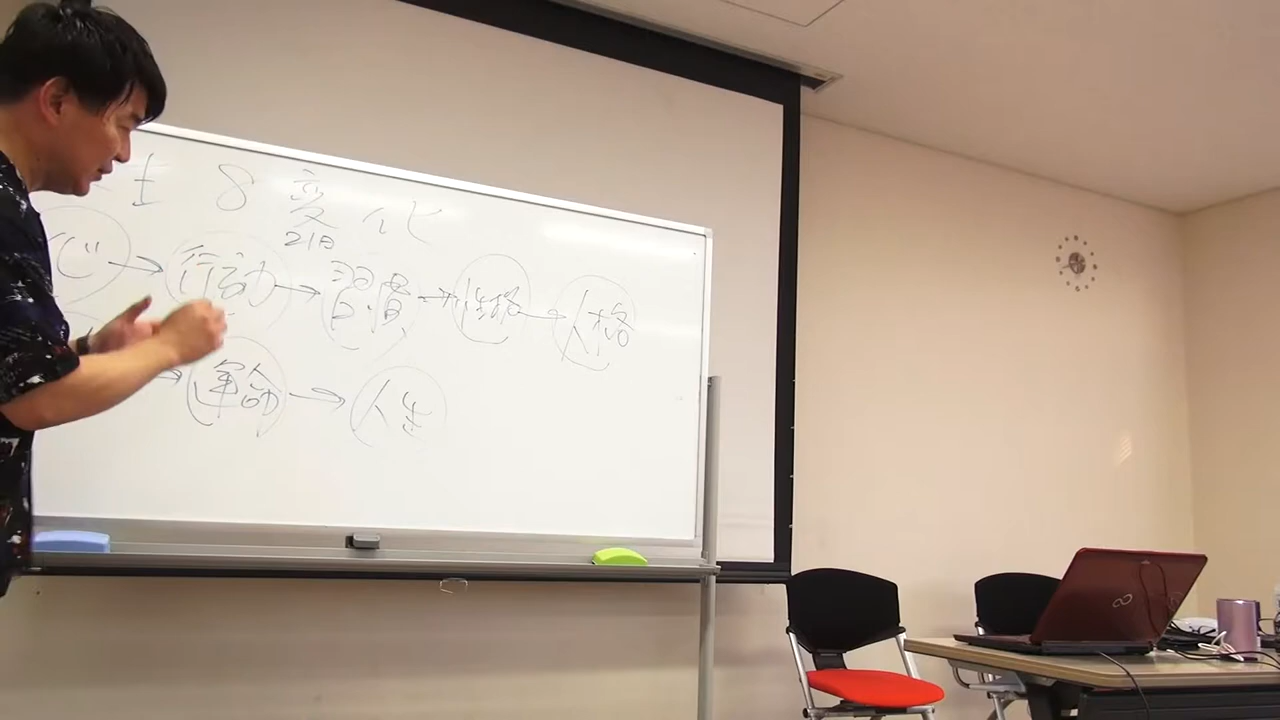 生 8 変化
21日
心 → 行動 → 習慣 → 性格 → 人格
→ 運命 → 人生